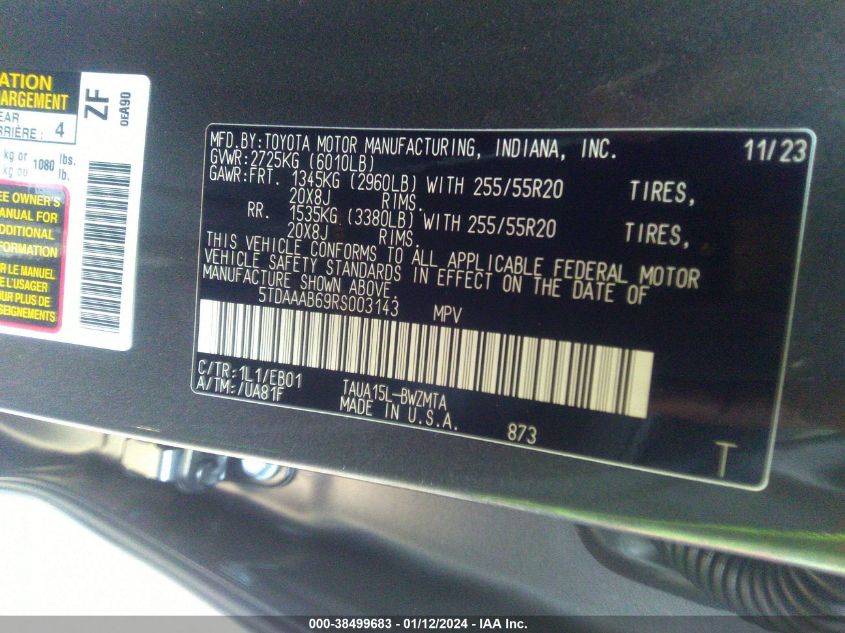 ATION
ARGEMENT
EAR
RRIÈRE : 4
kg or 1080 lbs.
kg ou lb.
EE OWNER'S
MANUAL FOR
ADDITIONAL
FORMATION
R LE MANUEL
E L'USAGER
OUR PLUS DE
SEIGNEMENTS
ZF
0EA90
MFD.BY:TOYOTA MOTOR MANUFACTURING, INDIANA, INC. 11/23
GVWR:2725KG (6010LB)
GAWR:FRT. 1345KG (2960LB) WITH 255/55R20 TIRES,
20X8J RIMS.
RR. 1535KG (3380LB) WITH 255/55R20 TIRES,
20X8J RIMS.
THIS VEHICLE CONFORMS TO ALL APPLICABLE FEDERAL MOTOR
VEHICLE SAFETY STANDARDS IN EFFECT ON THE DATE OF
MANUFACTURE SHOWN ABOVE.
5TDAAAB69RS003143 MPV
C/TR:1L1/EB01 TAUA15L-BWZMTA
A/TM:/UA81F MADE IN U.S.A. 873
T
000-38499683 - 01/12/2024 - IAA Inc.